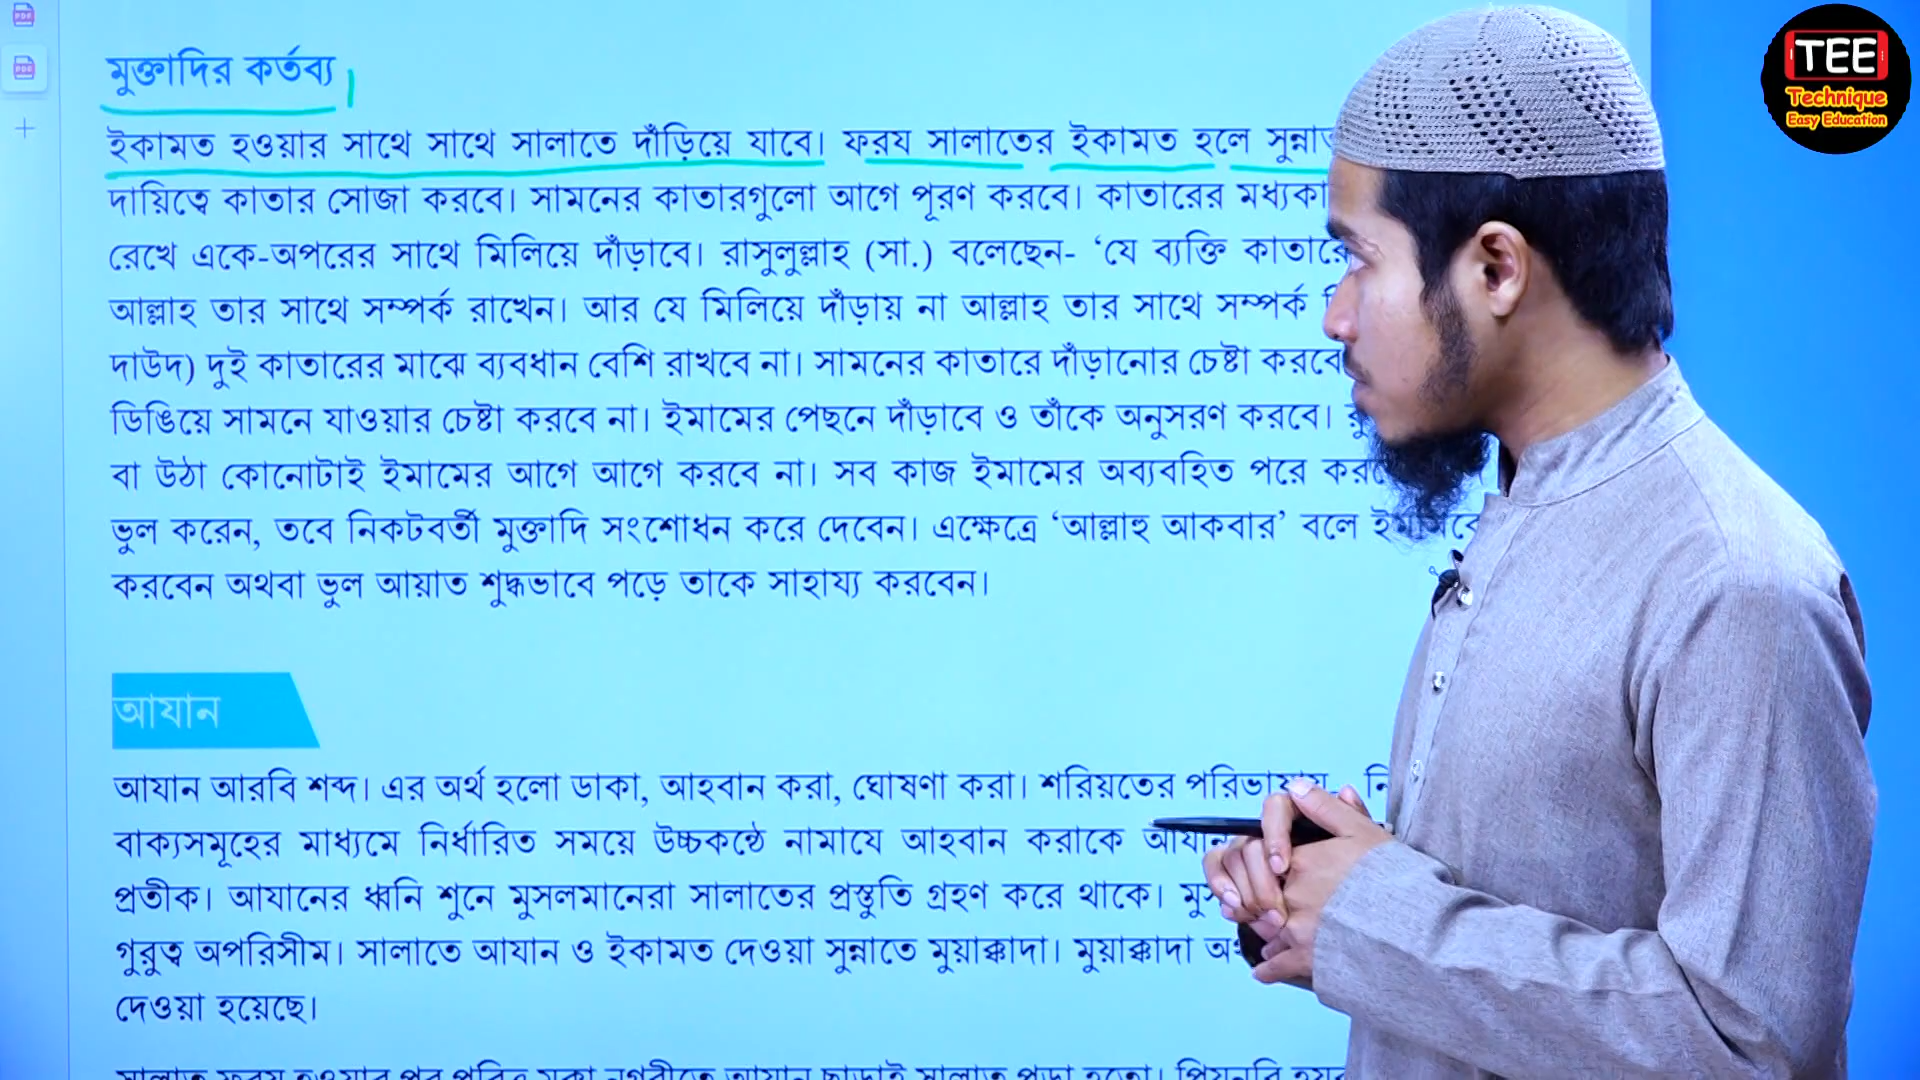 মুক্তাদির কর্তব্য
ইকামত হওয়ার সাথে সাথে সালাতে দাঁড়িয়ে যাবে। ফরয সালাতের ইকামত হলে
দায়িত্বে কাতার সোজা করবে। সামনের কাতারগুলো আগে পূরণ করবে। কাতারের
রেখে একে-অপরের সাথে মিলিয়ে দাঁড়াবে। রাসুলুল্লাহ (সা.) বলেছেন- ‘যে ব্যক্তি
আল্লাহ তার সাথে সম্পর্ক রাখেন। আর যে মিলিয়ে দাঁড়ায় না আল্লাহ তার সাথে সম্পর্ক
দাউদ) দুই কাতারের মাঝে ব্যবধান বেশি রাখবে না। সামনের কাতারে দাঁড়ানোর চেষ্টা করবে
ডিঙিয়ে সামনে যাওয়ার চেষ্টা করবে না। ইমামের পেছনে দাঁড়াবে ও তাঁকে অনুসরণ করবে।
বা উঠা কোনোটাই ইমামের আগে আগে করবে না। সব কাজ ইমামের অব্যবহিত পরে
ভুল করেন, তবে নিকটবর্তী মুক্তাদি সংশোধন করে দেবেন। এক্ষেত্রে ‘আল্লাহু আকবার’ বলে
করবেন অথবা ভুল আয়াত শুদ্ধভাবে পড়ে তাকে সাহায্য করবেন।
আযান
আযান আরবি শব্দ। এর অর্থ হলো ডাকা, আহবান করা, ঘোষণা করা। শরিয়তের পরিভাষায়-
বাক্যসমূহের মাধ্যমে নির্ধারিত সময়ে উচ্চকণ্ঠে নামাযে আহবান করাকে আযান
প্রতীক। আযানের ধ্বনি শুনে মুসলমানেরা সালাতের প্রস্তুতি গ্রহণ করে থাকে।
গুরুত্ব অপরিসীম। সালাতে আযান ও ইকামত দেওয়া সুন্নাতে মুয়াক্কাদা। মুয়াক্কাদা
দেওয়া হয়েছে।
TEE
Technique
Easy Education